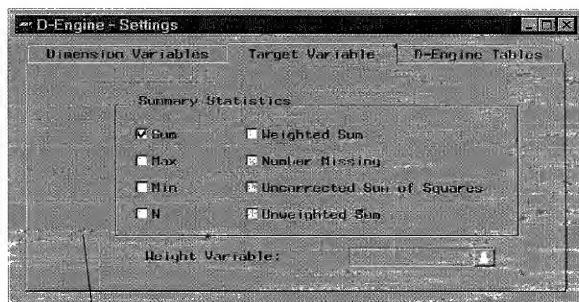 D-Engine - Settings
Dimension Variables Target Variable D-Engine Tables
Summary Statistics
Sum Weighted Sum
Max Number Missing
Min Uncorrected Sum of Squares
N Unweighted Sum
Weight Variable: